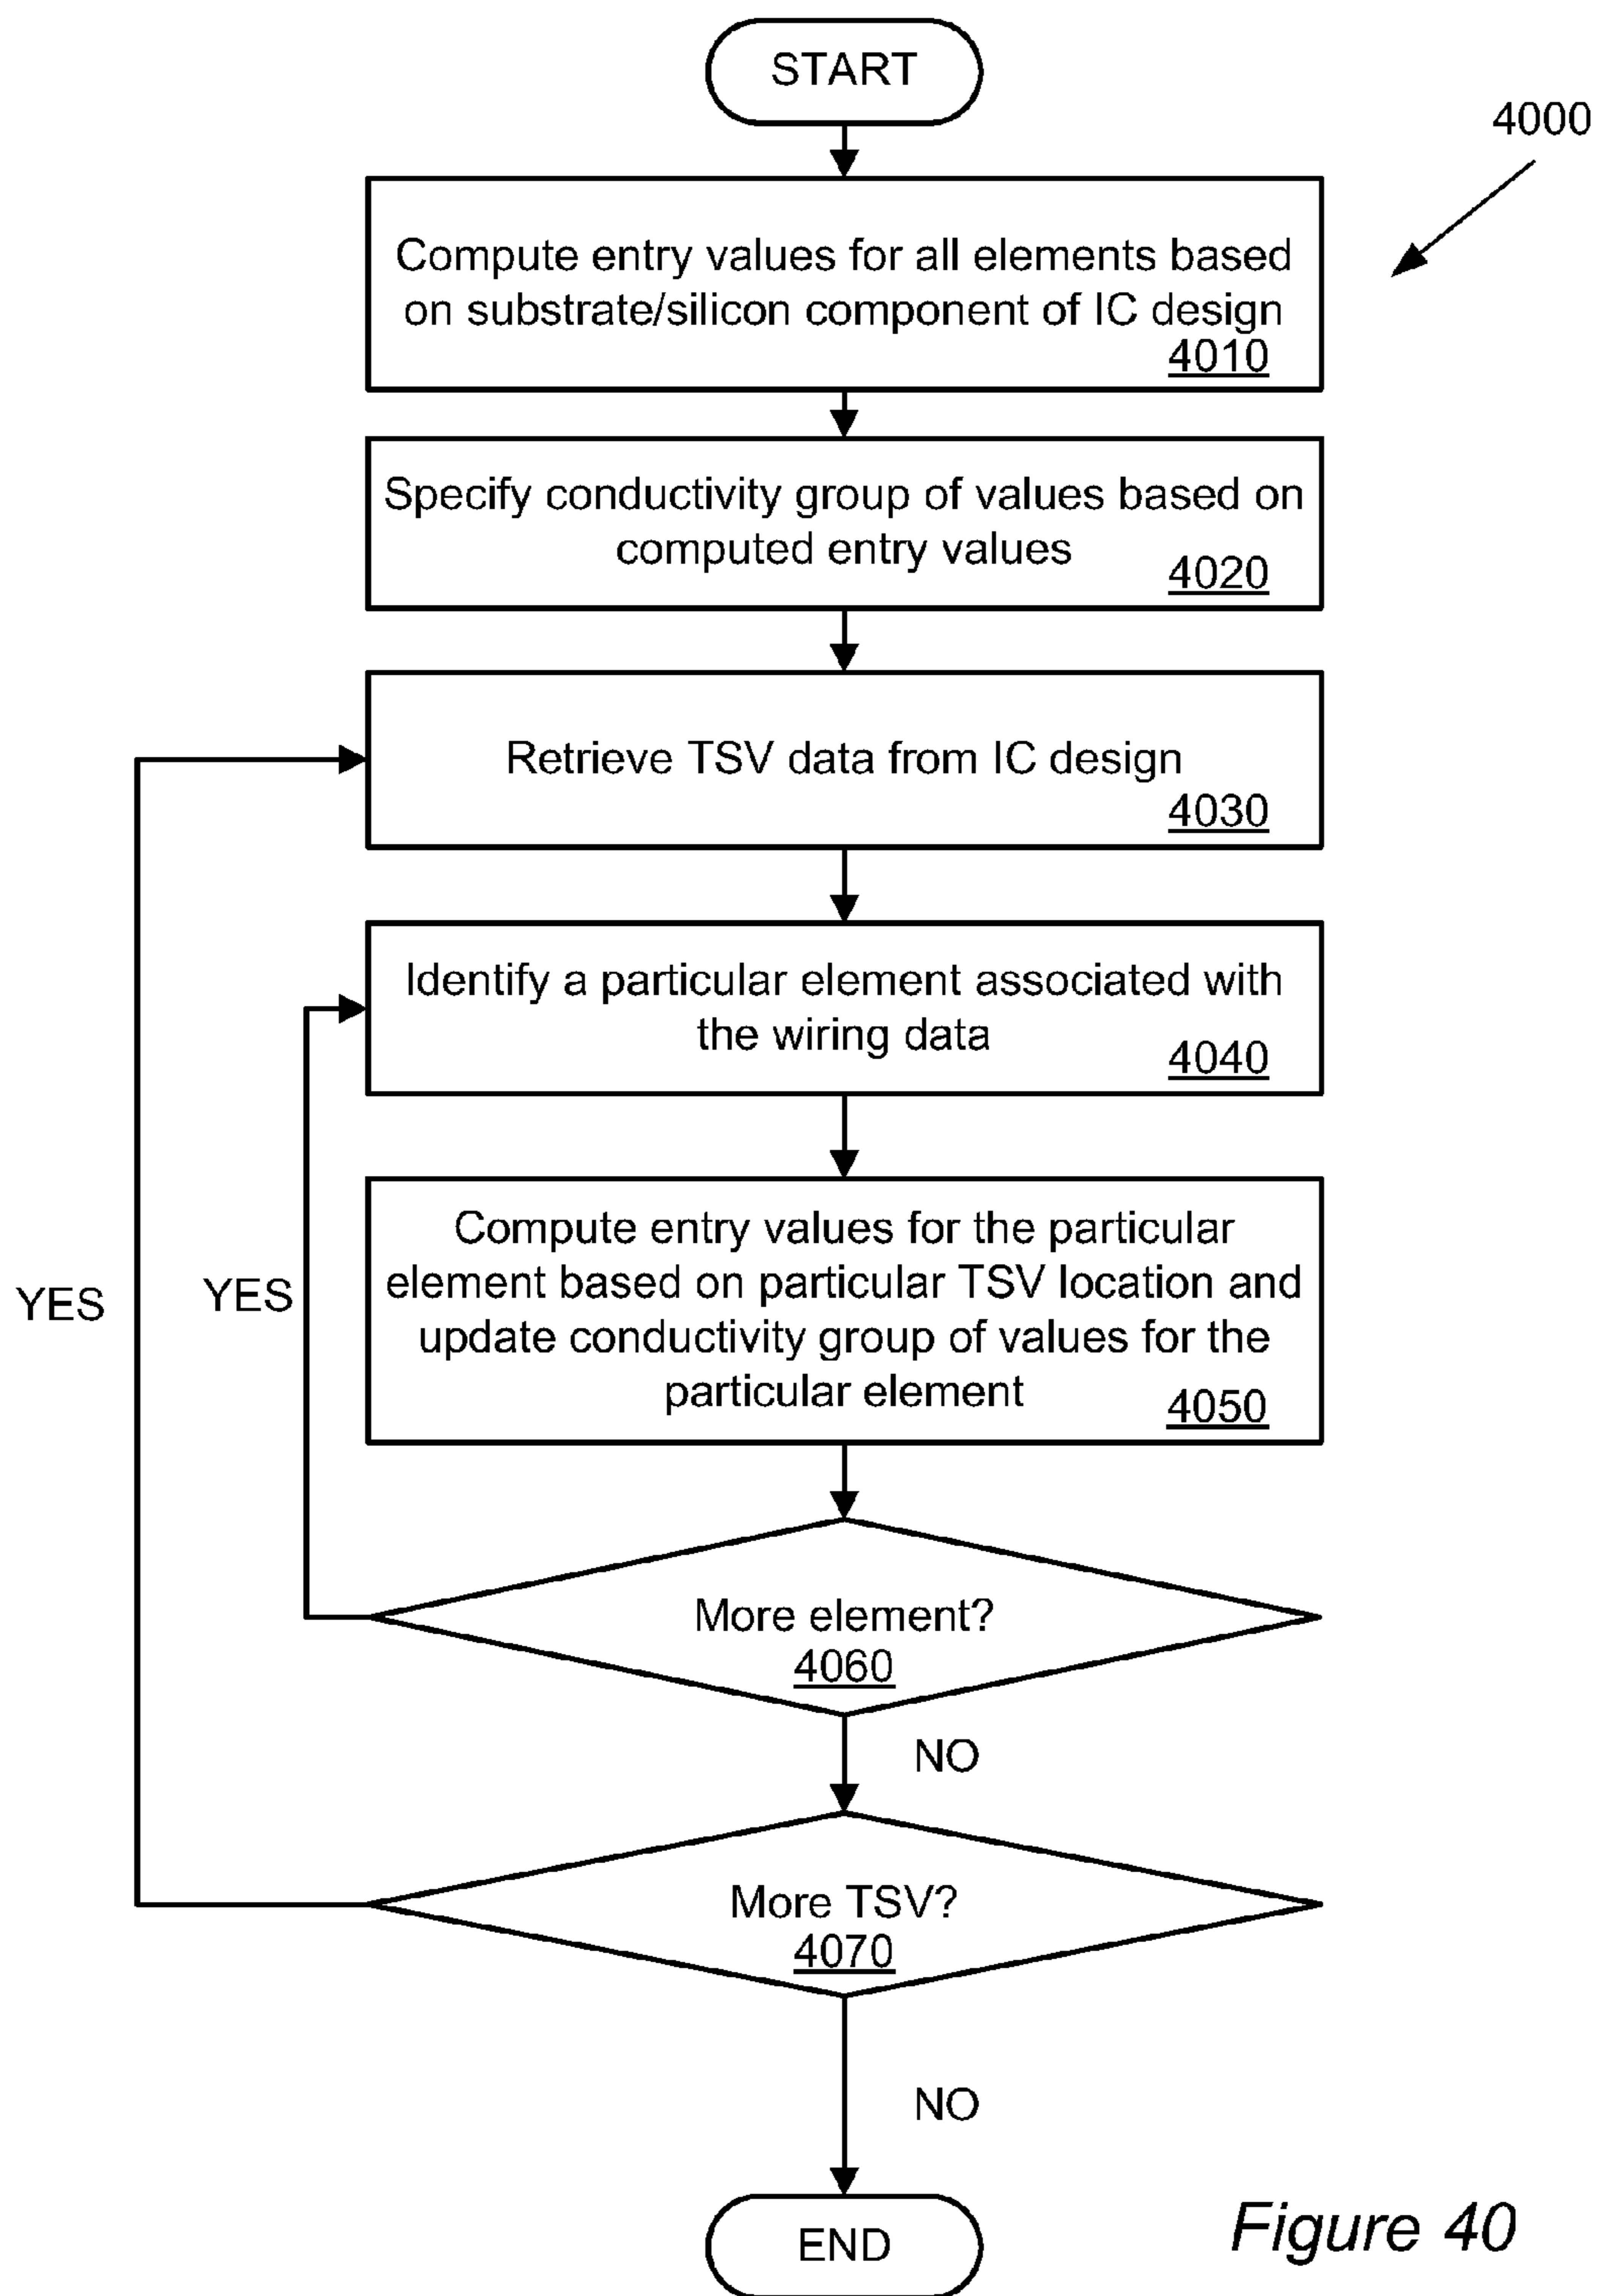 START
4000
Compute entry values for all elements based
on substrate/silicon component of IC design
4010
Specify conductivity group of values based on
computed entry values
4020
Retrieve TSV data from IC design
4030
Identify a particular element associated with
the wiring data
4040
Compute entry values for the particular
element based on particular TSV location and
update conductivity group of values for the
particular element
4050
YES
YES
More element?
4060
NO
More TSV?
4070
NO
END
Figure 40